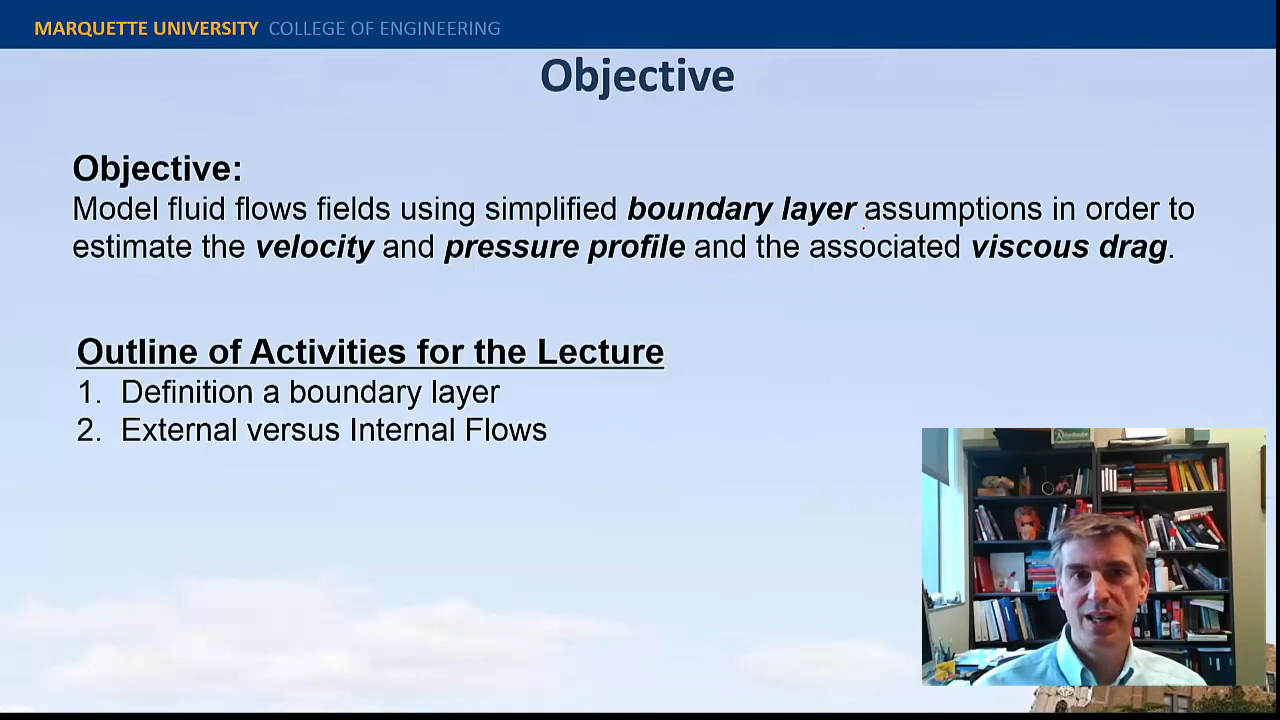 MARQUETTE UNIVERSITY COLLEGE OF ENGINEERING
Objective
Objective:
Model fluid flows fields using simplified boundary layer assumptions in order to
estimate the velocity and pressure profile and the associated viscous drag.
Outline of Activities for the Lecture
1. Definition a boundary layer
2. External versus Internal Flows